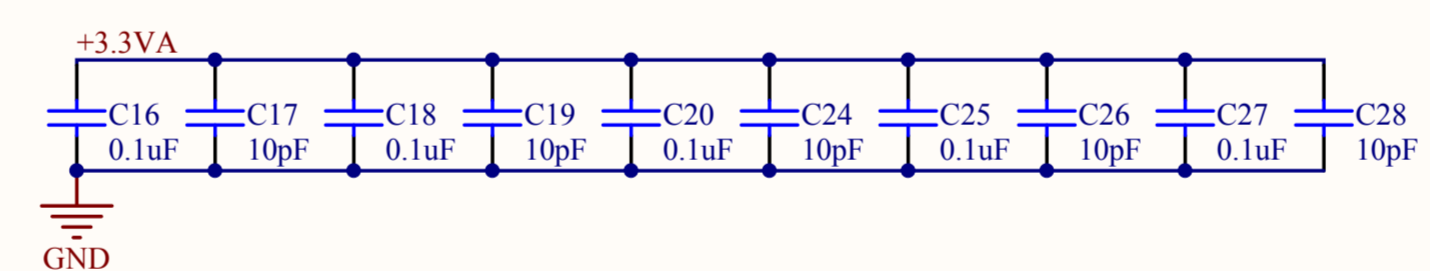 +3.3VA
C16 C17 C18 C19 C20 C24 C25 C26 C27 C28
0.1uF 10pF 0.1uF 10pF 0.1uF 10pF 0.1uF 10pF 0.1uF 10pF
GND